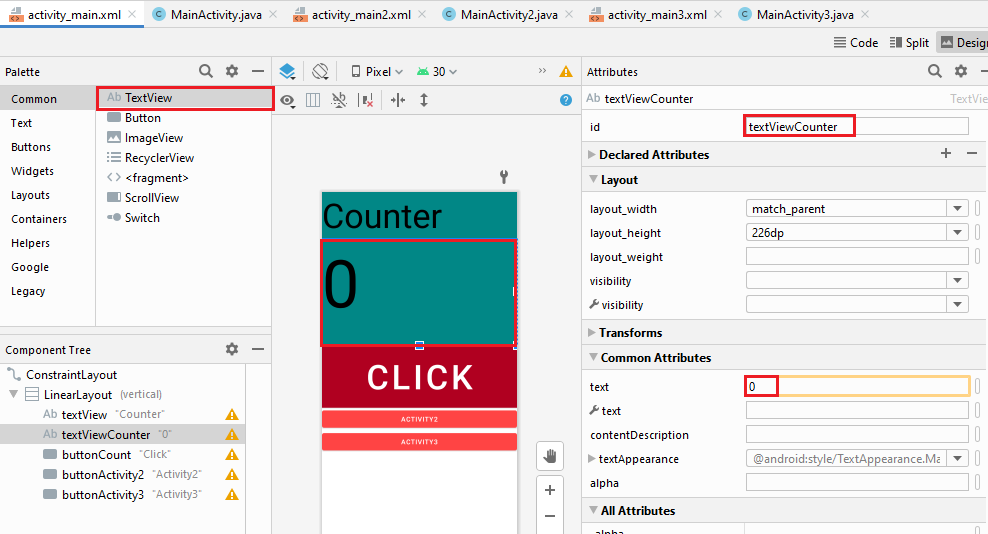 activity_main.xml MainActivity.java activity_main2.xml MainActivity2.java activity_main3.xml MainActivity3.java
Code Split Design
Palette
Common
Text
Buttons
Widgets
Layouts
Containers
Helpers
Google
Legacy
Ab TextView
Button
ImageView
RecyclerView
<fragment>
ScrollView
Switch
Component Tree
ConstraintLayout
LinearLayout (vertical)
Ab textView "Counter"
Ab textViewCounter "0"
buttonCount "Click"
buttonActivity2 "Activity2"
buttonActivity3 "Activity3"
Pixel 30
Counter
0
CLICK
ACTIVITY2
ACTIVITY3
Attributes
Ab textViewCounter TextVie
id textViewCounter
Declared Attributes
Layout
layout_width match_parent
layout_height 226dp
layout_weight
visibility
visibility
Transforms
Common Attributes
text 0
text
contentDescription
textAppearance @android:style/TextAppearance.Ma
alpha
All Attributes
alpha